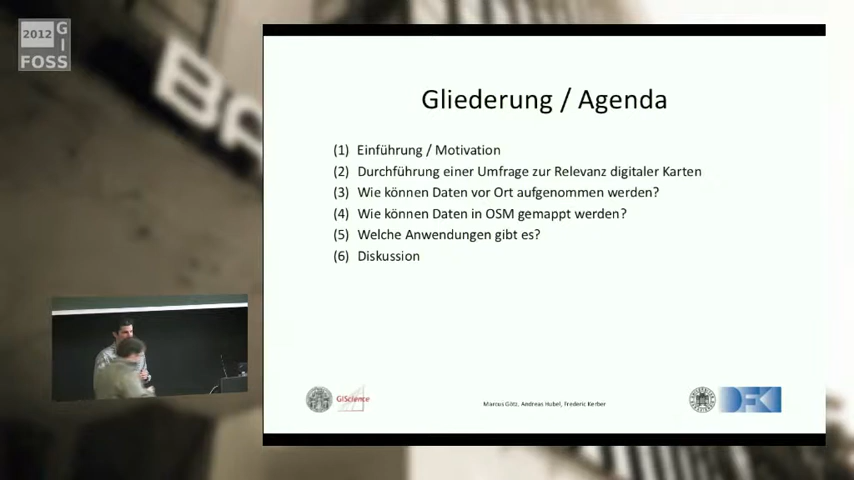 2012
G
I
FOSS
BA
Gliederung / Agenda
(1) Einführung / Motivation
(2) Durchführung einer Umfrage zur Relevanz digitaler Karten
(3) Wie können Daten vor Ort aufgenommen werden?
(4) Wie können Daten in OSM gemappt werden?
(5) Welche Anwendungen gibt es?
(6) Diskussion
GIScience
Marcus Götz, Andreas Hubel, Frederic Kerber
DFK